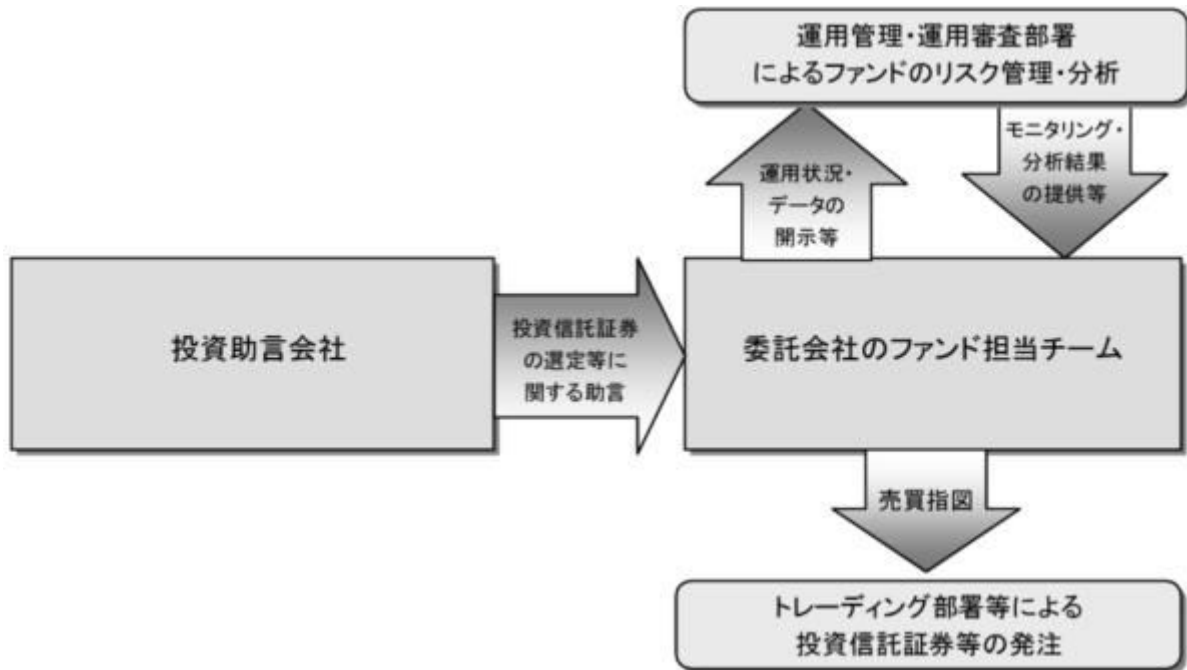 運用管理・運用審査部署
によるファンドのリスク管理・分析
運用状況・
データの
開示等
モニタリング・
分析結果
の提供等
投資助言会社
投資信託証券
の選定等に
関する助言
委託会社のファンド担当チーム
売買指図
トレーディング部署等による
投資信託証券等の発注